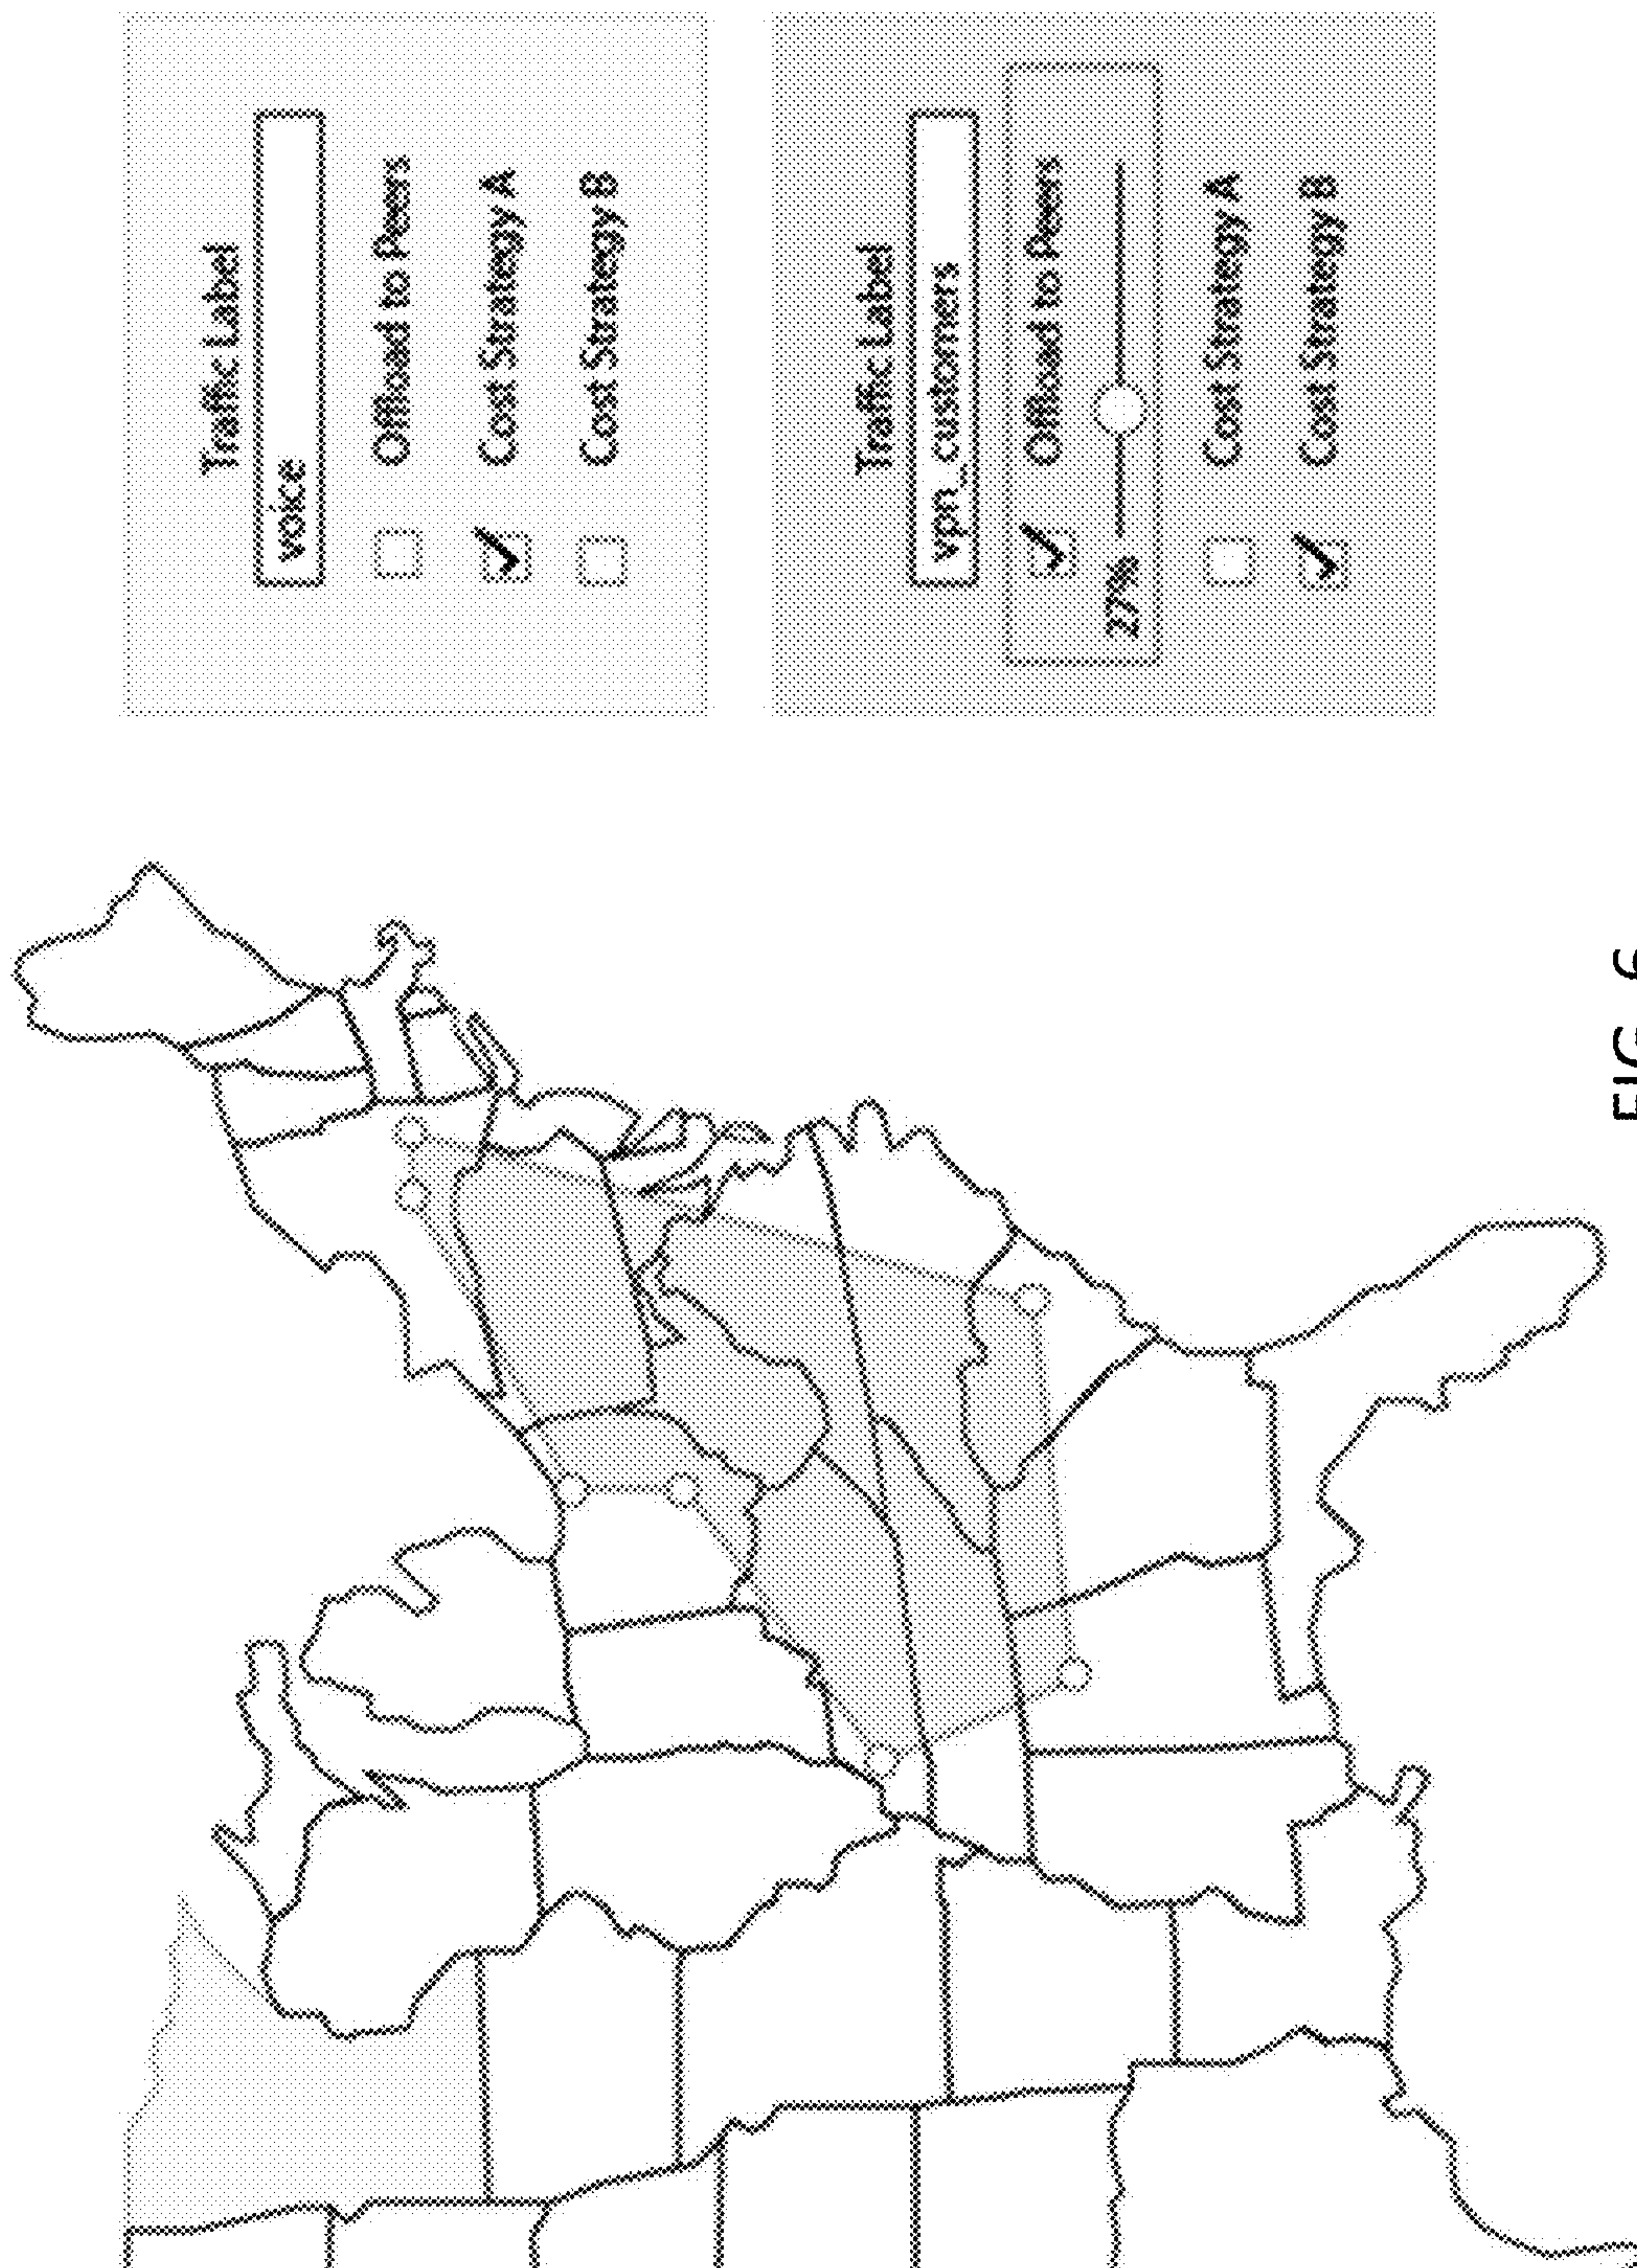 Traffic Label
voice
Offload to Peers
Cost Strategy A
Cost Strategy B
Traffic Label
vpn_customers
Offload to Peers
27%
Cost Strategy A
Cost Strategy B
FIG. 6